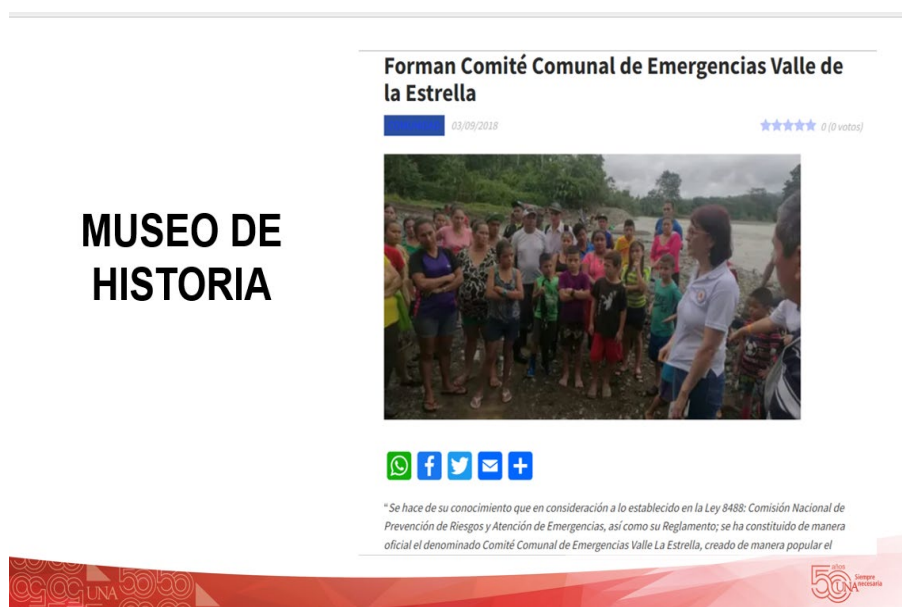 Forman Comité Comunal de Emergencias Valle de
la Estrella
03/09/2018
0 (0 votos)
MUSEO DE
HISTORIA
“Se hace de su conocimiento que en consideración a lo establecido en la Ley 8488: Comisión Nacional de
Prevención de Riesgos y Atención de Emergencias, así como su Reglamento; se ha constituido de manera
oficial el denominado Comité Comunal de Emergencias Valle La Estrella, creado de manera popular el
UNA
años
50
UNA
Siempre
necesaria